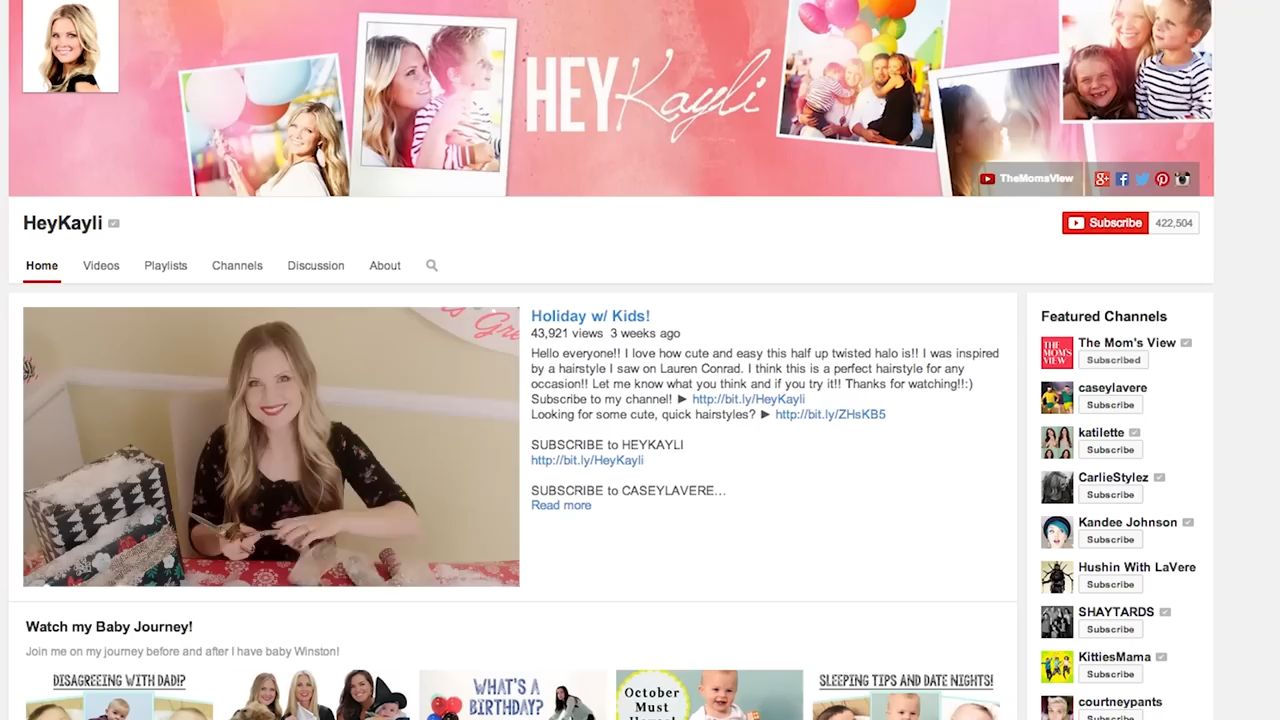 HEY Kayli
TheMomsView
HeyKayli
Subscribe 422,504
Home Videos Playlists Channels Discussion About
Holiday w/ Kids!
43,921 views 3 weeks ago
Hello everyone!! I love how cute and easy this half up twisted halo is!! I was inspired
by a hairstyle I saw on Lauren Conrad. I think this is a perfect hairstyle for any
occasion!! Let me know what you think and if you try it!! Thanks for watching!!:)
Subscribe to my channel! ► http://bit.ly/HeyKayli
Looking for some cute, quick hairstyles? ► http://bit.ly/ZHsKB5
SUBSCRIBE to HEYKAYLI
http://bit.ly/HeyKayli
SUBSCRIBE to CASEYLAVERE...
Read more
Featured Channels
THE MOM'S VIEW
The Mom's View
Subscribed
caseylavere
Subscribe
katilette
Subscribe
CarlieStylez
Subscribe
Kandee Johnson
Subscribe
Hushin With LaVere
Subscribe
SHAYTARDS
Subscribe
KittiesMama
Subscribe
courtneypants
Subscribe
Watch my Baby Journey!
Join me on my journey before and after I have baby Winston!
DISAGREEING WITH DAD!?
WHAT'S A
BIRTHDAY?
October
Must
SLEEPING TIPS AND DATE NIGHTS!